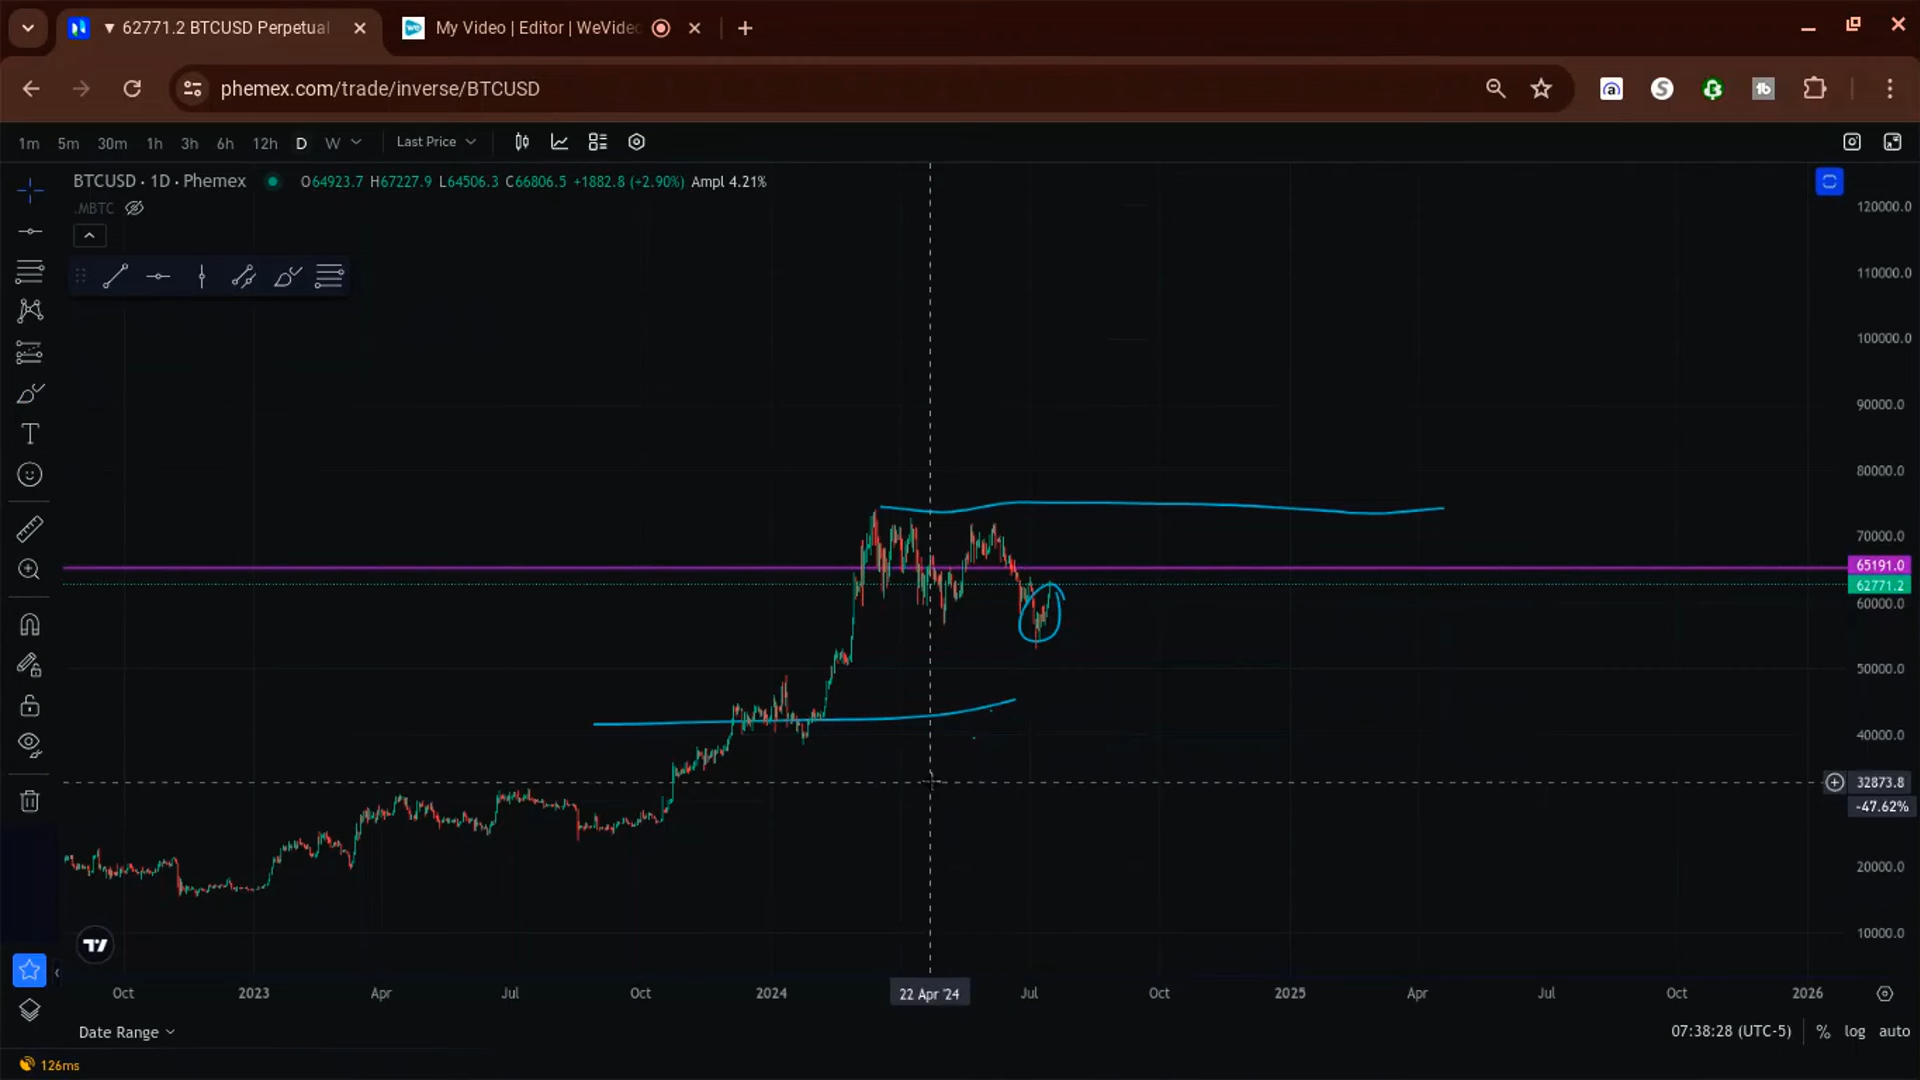 ▼ 62771.2 BTCUSD Perpetual
My Video | Editor | WeVideo
phemex.com/trade/inverse/BTCUSD
1m 5m 30m 1h 3h 6h 12h D W Last Price
BTCUSD · 1D · Phemex O64923.7 H67227.9 L64506.3 C66806.5 +1882.8 (+2.90%) Ampl 4.21%
.MBTC
120000.0
110000.0
100000.0
90000.0
80000.0
70000.0
65191.0
62771.2
60000.0
50000.0
40000.0
32873.8
-47.62%
20000.0
10000.0
Oct 2023 Apr Jul Oct 2024 22 Apr '24 Jul Oct 2025 Apr Jul Oct 2026
Date Range 07:38:28 (UTC-5) % log auto
126ms